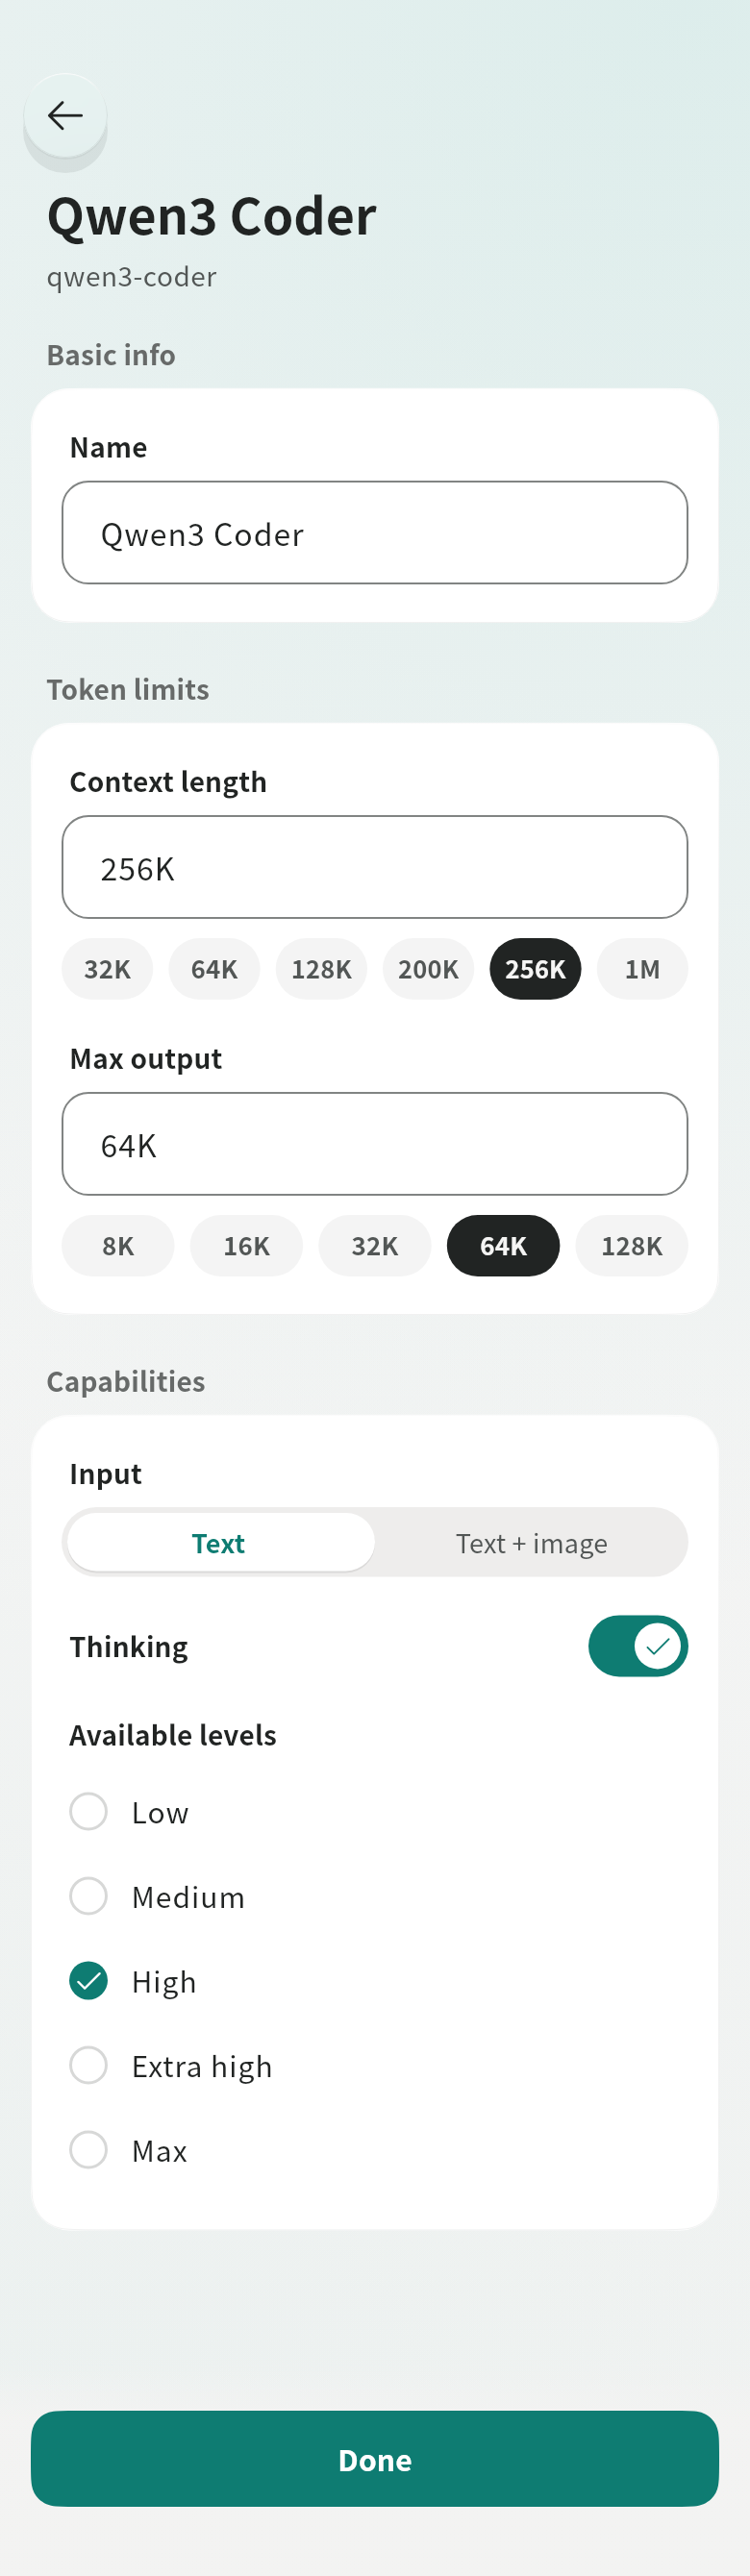 Qwen3 Coder
qwen3-coder
Basic info
Name
Qwen3 Coder
Token limits
Context length
256K
32K 64K 128K 200K 256K 1M
Max output
64K
8K 16K 32K 64K 128K
Capabilities
Input
Text Text + image
Thinking
Available levels
Low
Medium
High
Extra high
Max
Done